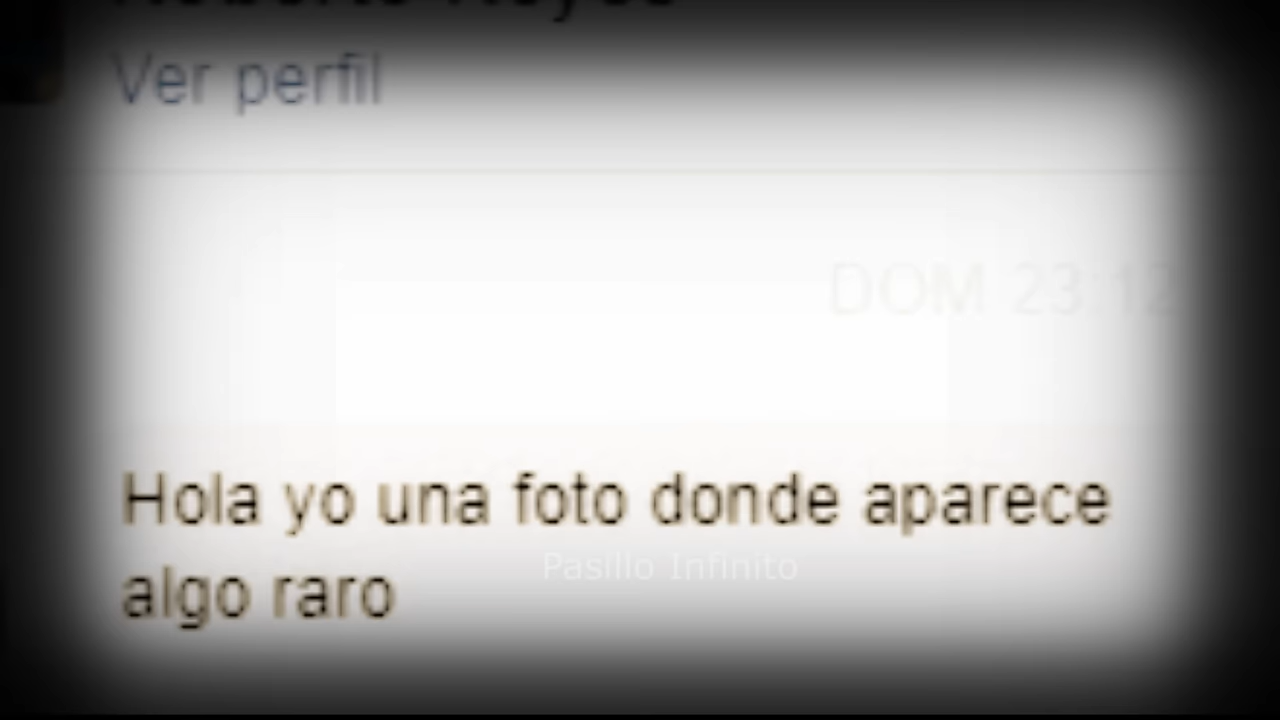 Ver perfil
DOM 23:12
Hola yo una foto donde aparece
algo raro
Pasillo Infinito